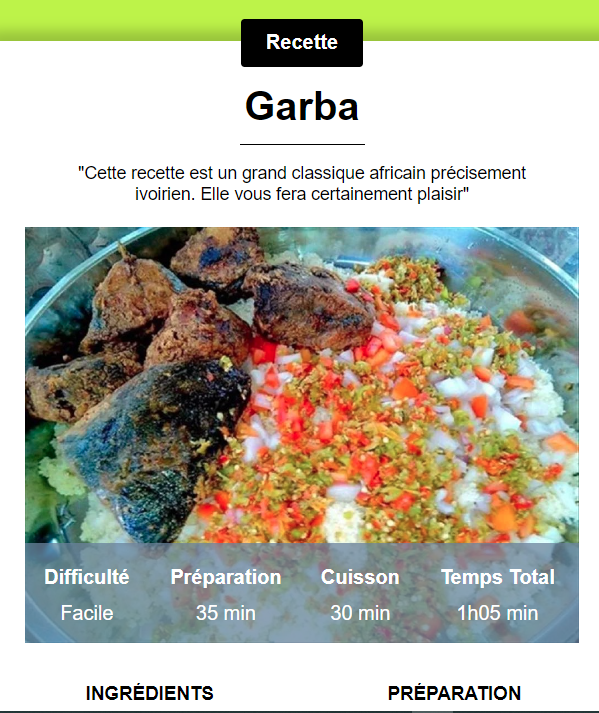 Recette
Garba
"Cette recette est un grand classique africain précisement
ivoirien. Elle vous fera certainement plaisir"
Difficulté Préparation Cuisson Temps Total
Facile 35 min 30 min 1h05 min
INGRÉDIENTS PRÉPARATION